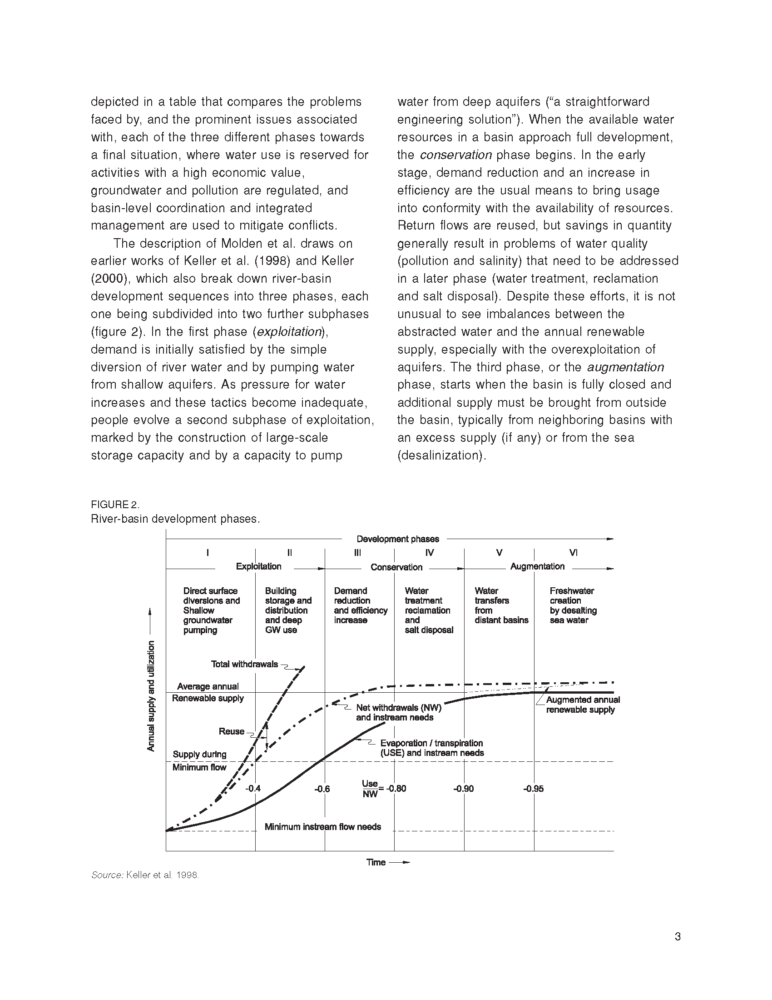 depicted in a table that compares the problems
faced by, and the prominent issues associated
with, each of the three different phases towards
a final situation, where water use is reserved for
activities with a high economic value,
groundwater and pollution are regulated, and
basin-level coordination and integrated
management are used to mitigate conflicts.
The description of Molden et al. draws on
earlier works of Keller et al. (1998) and Keller
(2000), which also break down river-basin
development sequences into three phases, each
one being subdivided into two further subphases
(figure 2). In the first phase (exploitation),
demand is initially satisfied by the simple
diversion of river water and by pumping water
from shallow aquifers. As pressure for water
increases and these tactics become inadequate,
people evolve a second subphase of exploitation,
marked by the construction of large-scale
storage capacity and by a capacity to pump
water from deep aquifers (“a straightforward
engineering solution”). When the available water
resources in a basin approach full development,
the conservation phase begins. In the early
stage, demand reduction and an increase in
efficiency are the usual means to bring usage
into conformity with the availability of resources.
Return flows are reused, but savings in quantity
generally result in problems of water quality
(pollution and salinity) that need to be addressed
in a later phase (water treatment, reclamation
and salt disposal). Despite these efforts, it is not
unusual to see imbalances between the
abstracted water and the annual renewable
supply, especially with the overexploitation of
aquifers. The third phase, or the augmentation
phase, starts when the basin is fully closed and
additional supply must be brought from outside
the basin, typically from neighboring basins with
an excess supply (if any) or from the sea
(desalinization).
FIGURE 2.
River-basin development phases.
Development phases
I II III IV V VI
Exploitation Conservation Augmentation
Direct surface
diversions and
Shallow
groundwater
pumping
Building
storage and
distribution
and deep
GW use
Demand
reduction
and efficiency
increase
Water
treatment
reclamation
and
salt disposal
Water
transfers
from
distant basins
Freshwater
creation
by desalting
sea water
Annual supply and utilization
Total withdrawals
Average annual
Renewable supply
Net withdrawals (NW)
and instream needs
Augmented annual
renewable supply
Reuse
Evaporation / transpiration
(USE) and instream needs
Supply during
Minimum flow
-0.4 -0.6 Use/NW = -0.80 -0.90 -0.95
Minimum instream flow needs
Time
Source: Keller et al. 1998.
3